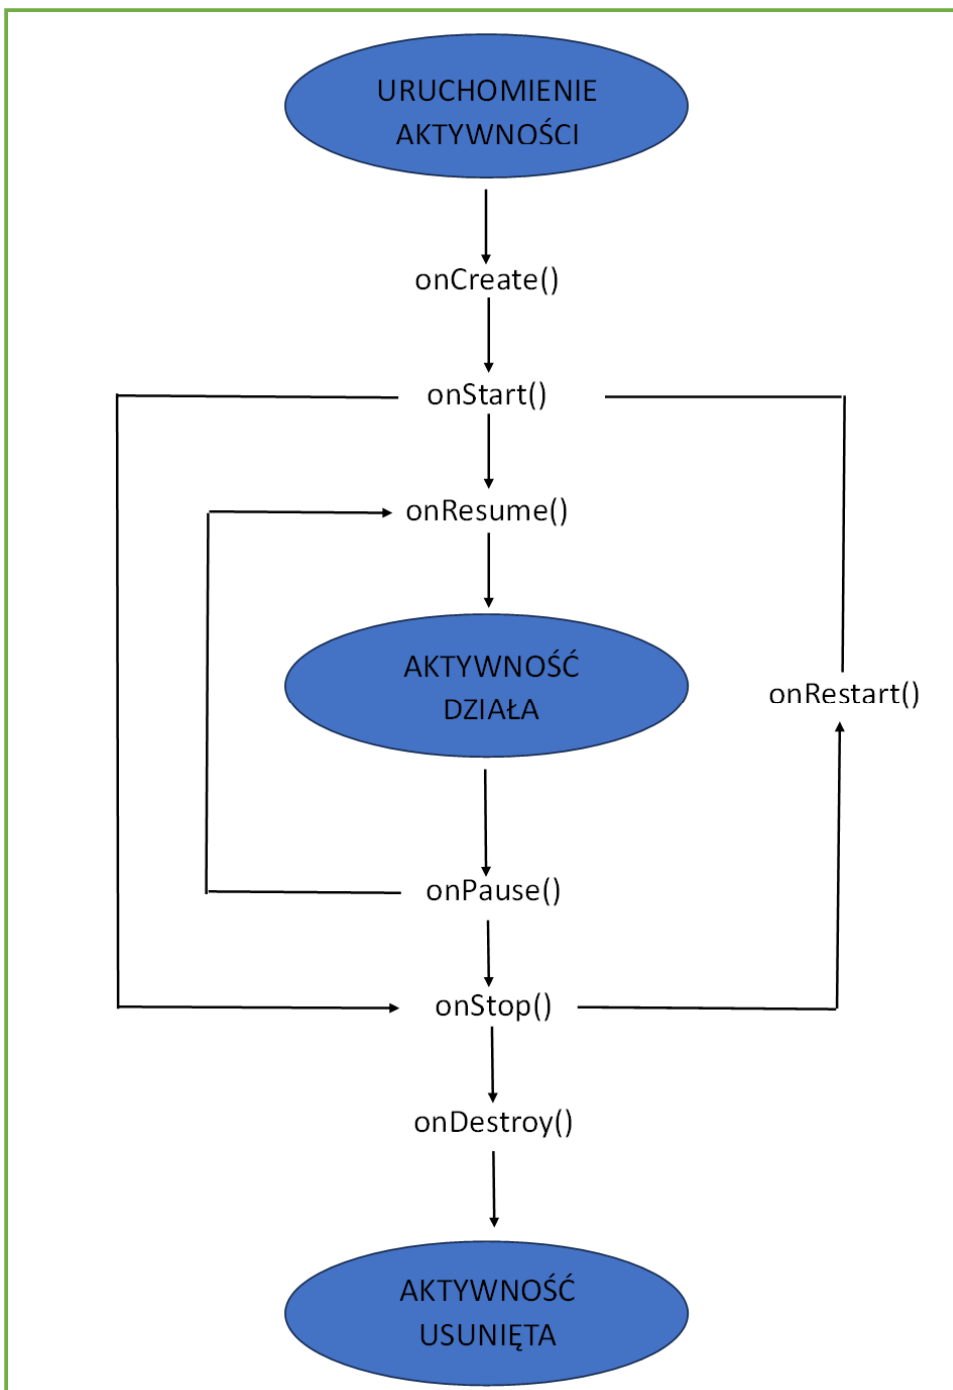 URUCHOMIENIE
AKTYWNOŚCI
onCreate()
onStart()
onResume()
AKTYWNOŚĆ
DZIAŁA
onRestart()
onPause()
onStop()
onDestroy()
AKTYWNOŚĆ
USUNIĘTA